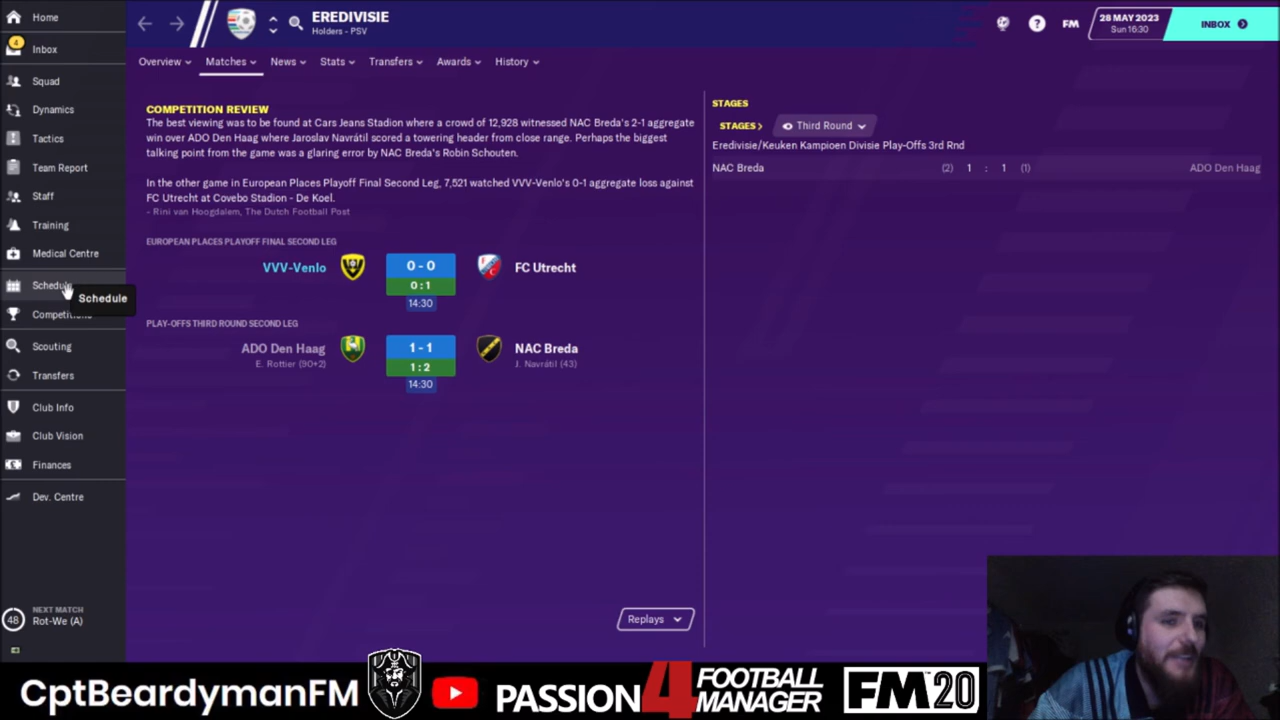 Home
4
Inbox
Squad
Dynamics
Tactics
Team Report
Staff
Training
Medical Centre
Schedule
Schedule
Competitions
Scouting
Transfers
Club Info
Club Vision
Finances
Dev. Centre
48
NEXT MATCH
Rot-We (A)
EREDIVISIE
Holders - PSV
FM
28 MAY 2023
Sun 16:30
INBOX
Overview Matches News Stats Transfers Awards History
COMPETITION REVIEW
The best viewing was to be found at Cars Jeans Stadion where a crowd of 12,928 witnessed NAC Breda's 2-1 aggregate
win over ADO Den Haag where Jaroslav Navrátil scored a towering header from close range. Perhaps the biggest
talking point from the game was a glaring error by NAC Breda's Robin Schouten.
In the other game in European Places Playoff Final Second Leg, 7,521 watched VVV-Venlo's 0-1 aggregate loss against
FC Utrecht at Covebo Stadion - De Koel.
- Rini van Hoogdalem, The Dutch Football Post
EUROPEAN PLACES PLAYOFF FINAL SECOND LEG
VVV-Venlo 0 - 0 FC Utrecht
0 : 1
14:30
PLAY-OFFS THIRD ROUND SECOND LEG
ADO Den Haag 1 - 1 NAC Breda
E. Rottier (90+2) 1 : 2 J. Navrátil (43)
14:30
Replays
STAGES
STAGES > Third Round
Eredivisie/Keuken Kampioen Divisie Play-Offs 3rd Rnd
NAC Breda (2) 1 : 1 (1) ADO Den Haag
CptBeardymanFM
PASSION 4 FOOTBALL MANAGER
FM20